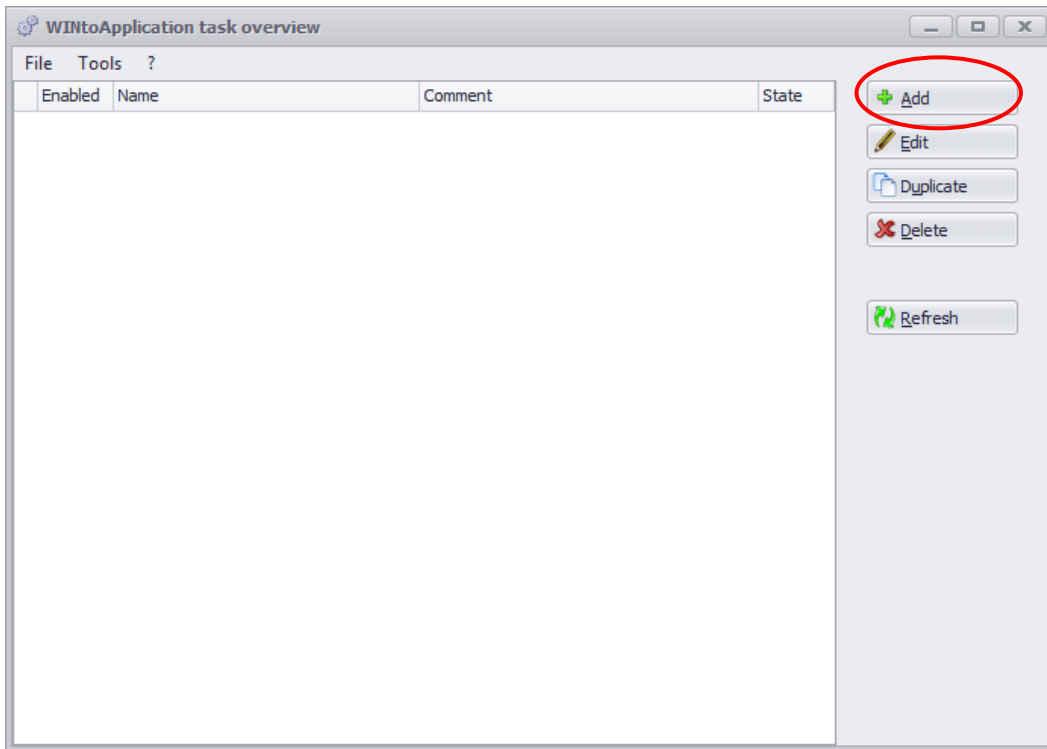 WINtoApplication task overview
File Tools ?
Enabled Name Comment State
Add
Edit
Duplicate
Delete
Refresh